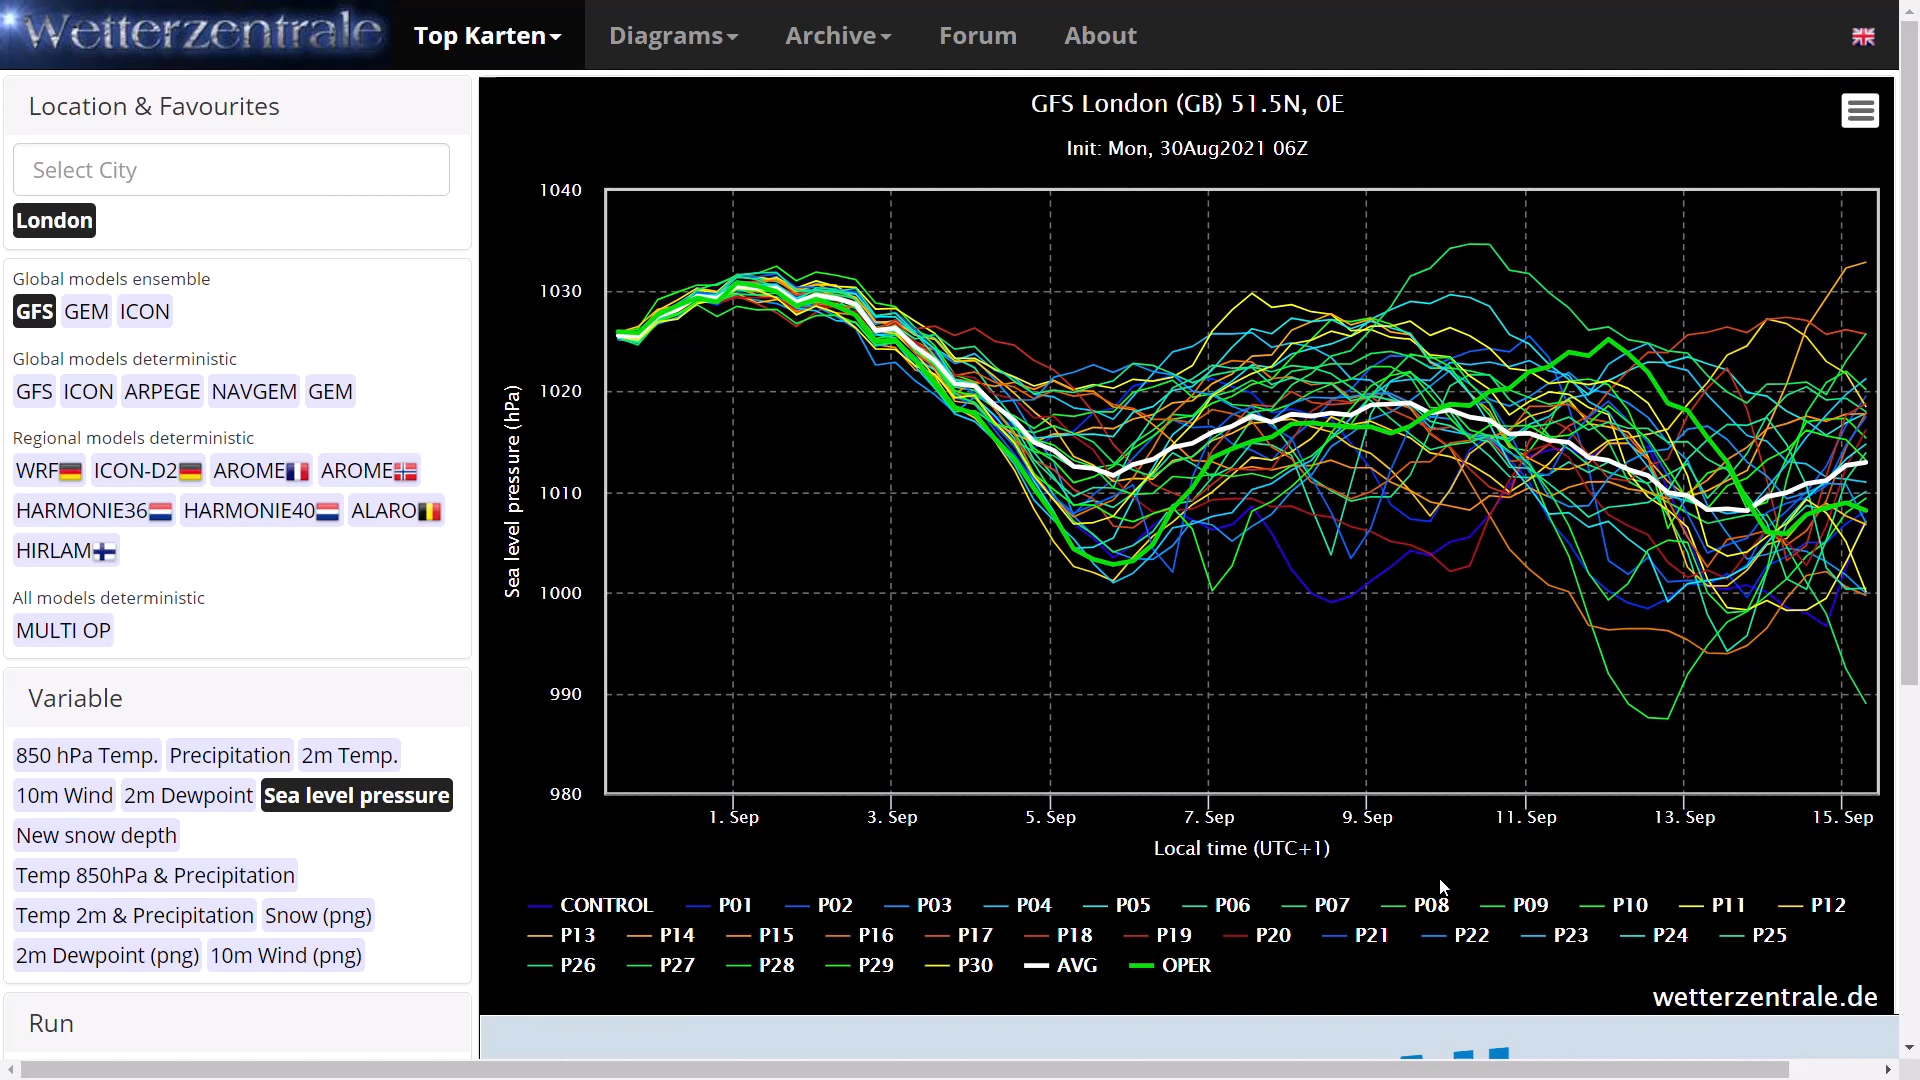 Wetterzentrale
Top Karten
Diagrams
Archive
Forum
About
Location & Favourites
Select City
London
Global models ensemble
GFS GEM ICON
Global models deterministic
GFS ICON ARPEGE NAVGEM GEM
Regional models deterministic
WRF ICON-D2 AROME AROME
HARMONIE36 HARMONIE40 ALARO
HIRLAM
All models deterministic
MULTI OP
Variable
850 hPa Temp. Precipitation 2m Temp.
10m Wind 2m Dewpoint Sea level pressure
New snow depth
Temp 850hPa & Precipitation
Temp 2m & Precipitation Snow (png)
2m Dewpoint (png) 10m Wind (png)
Run
GFS London (GB) 51.5N, 0E
Init: Mon, 30Aug2021 06Z
Sea level pressure (hPa)
1040
1030
1020
1010
1000
990
980
1. Sep 3. Sep 5. Sep 7. Sep 9. Sep 11. Sep 13. Sep 15. Sep
Local time (UTC+1)
CONTROL P01 P02 P03 P04 P05 P06 P07 P08 P09 P10 P11 P12
P13 P14 P15 P16 P17 P18 P19 P20 P21 P22 P23 P24 P25
P26 P27 P28 P29 P30 AVG OPER
wetterzentrale.de